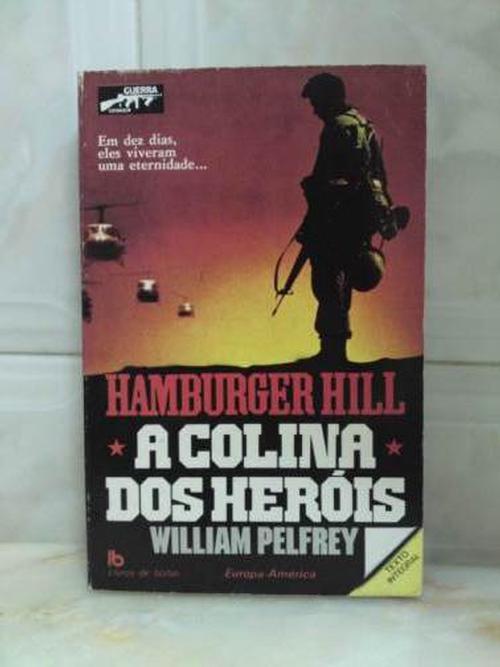 GUERRA
Em dez dias,
eles viveram
uma eternidade...
HAMBURGER HILL
A COLINA
DOS HERÓIS
WILLIAM PELFREY
TEXTO
INTEGRAL
lb
Livros de bolso
Europa-América